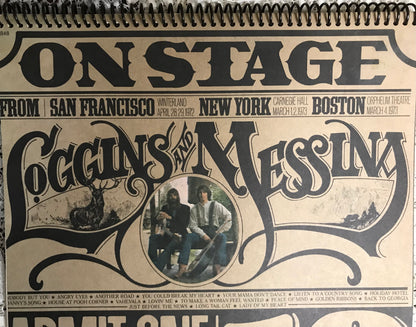 ON STAGE
FROM SAN FRANCISCO WINTERLAND NEW YORK CARNEGIE HALL BOSTON ORPHEUM THEATRE
APRIL 28, 29, 1972 MARCH 1, 2, 1973 MARCH 4, 1973
LOGGINS AND MESSINA
NOBODY BUT YOU ★ ANGRY EYES ★ ANOTHER ROAD ★ YOU COULD BREAK MY HEART ★ YOUR MAMA DON'T DANCE ★ LISTEN TO A COUNTRY SONG ★ HOLIDAY HOTEL
DANNY'S SONG ★ HOUSE AT POOH CORNER ★ VAHEVALA ★ LOVIN' ME ★ TO MAKE A WOMAN FEEL WANTED ★ PEACE OF MIND ★ GOLDEN RIBBONS ★ BACK TO GEORGIA
JUST BEFORE THE NEWS ★ LONG TAIL CAT ★ LADY OF MY HEART